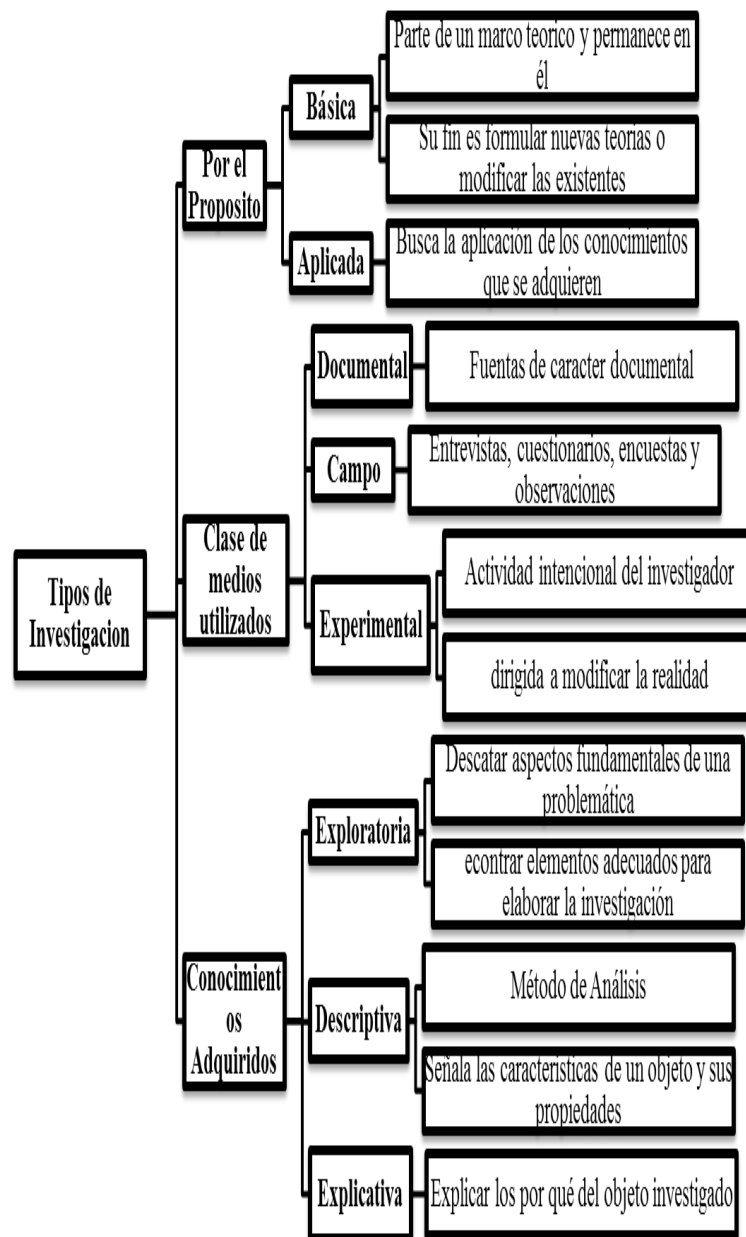 Tipos de
Investigacion
Por el
Proposito
Básica
Parte de un marco teorico y permanece en
él
Su fin es formular nuevas teorias o
modificar las existentes
Aplicada
Busca la aplicación de los conocimientos
que se adquieren
Clase de
medios
utilizados
Documental
Fuentas de caracter documental
Campo
Entrevistas, cuestionarios, encuestas y
observaciones
Experimental
Actividad intencional del investigador
dirigida a modificar la realidad
Conocimient
os
Adquiridos
Exploratoria
Descatar aspectos fundamentales de una
problemática
econtrar elementos adecuados para
elaborar la investigación
Descriptiva
Método de Análisis
Señala las caracteristicas de un objeto y sus
propiedades
Explicativa
Explicar los por qué del objeto investigado